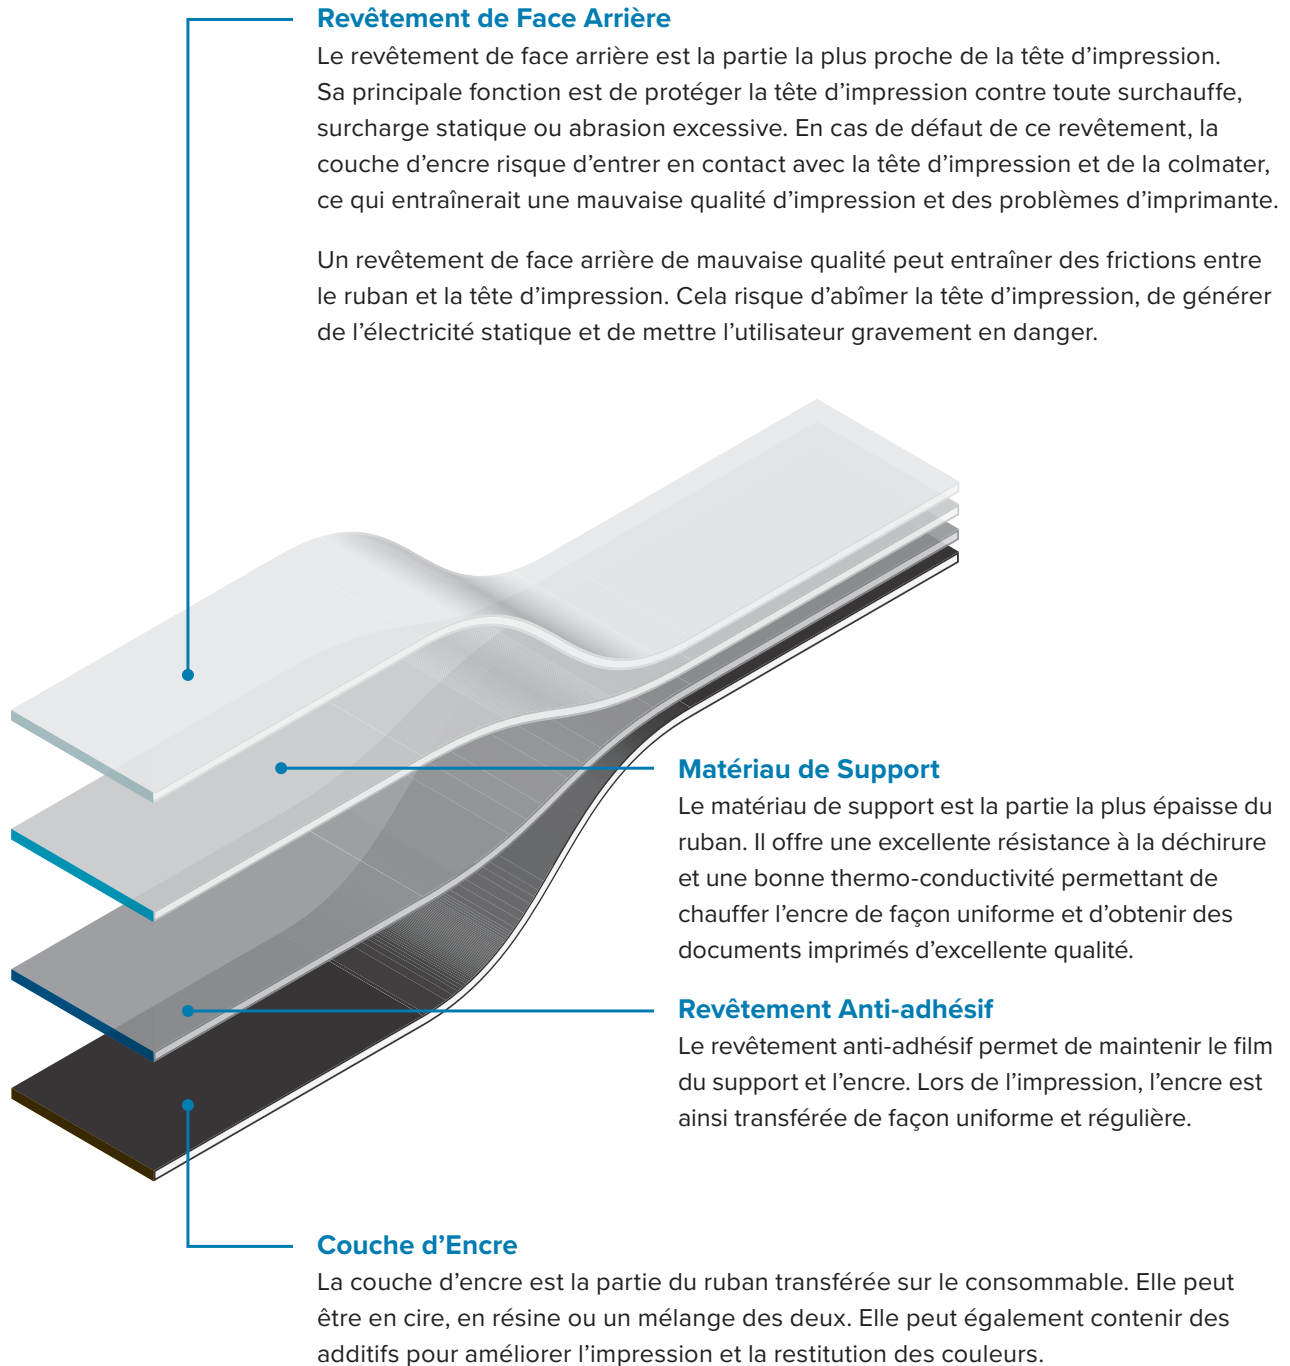 Revêtement de Face Arrière
Le revêtement de face arrière est la partie la plus proche de la tête d’impression.
Sa principale fonction est de protéger la tête d’impression contre toute surchauffe,
surcharge statique ou abrasion excessive. En cas de défaut de ce revêtement, la
couche d’encre risque d’entrer en contact avec la tête d’impression et de la colmater,
ce qui entraînerait une mauvaise qualité d’impression et des problèmes d’imprimante.
Un revêtement de face arrière de mauvaise qualité peut entraîner des frictions entre
le ruban et la tête d’impression. Cela risque d’abîmer la tête d’impression, de générer
de l’électricité statique et de mettre l’utilisateur gravement en danger.
Matériau de Support
Le matériau de support est la partie la plus épaisse du
ruban. Il offre une excellente résistance à la déchirure
et une bonne thermo-conductivité permettant de
chauffer l’encre de façon uniforme et d’obtenir des
documents imprimés d’excellente qualité.
Revêtement Anti-adhésif
Le revêtement anti-adhésif permet de maintenir le film
du support et l’encre. Lors de l’impression, l’encre est
ainsi transférée de façon uniforme et régulière.
Couche d’Encre
La couche d’encre est la partie du ruban transférée sur le consommable. Elle peut
être en cire, en résine ou un mélange des deux. Elle peut également contenir des
additifs pour améliorer l’impression et la restitution des couleurs.